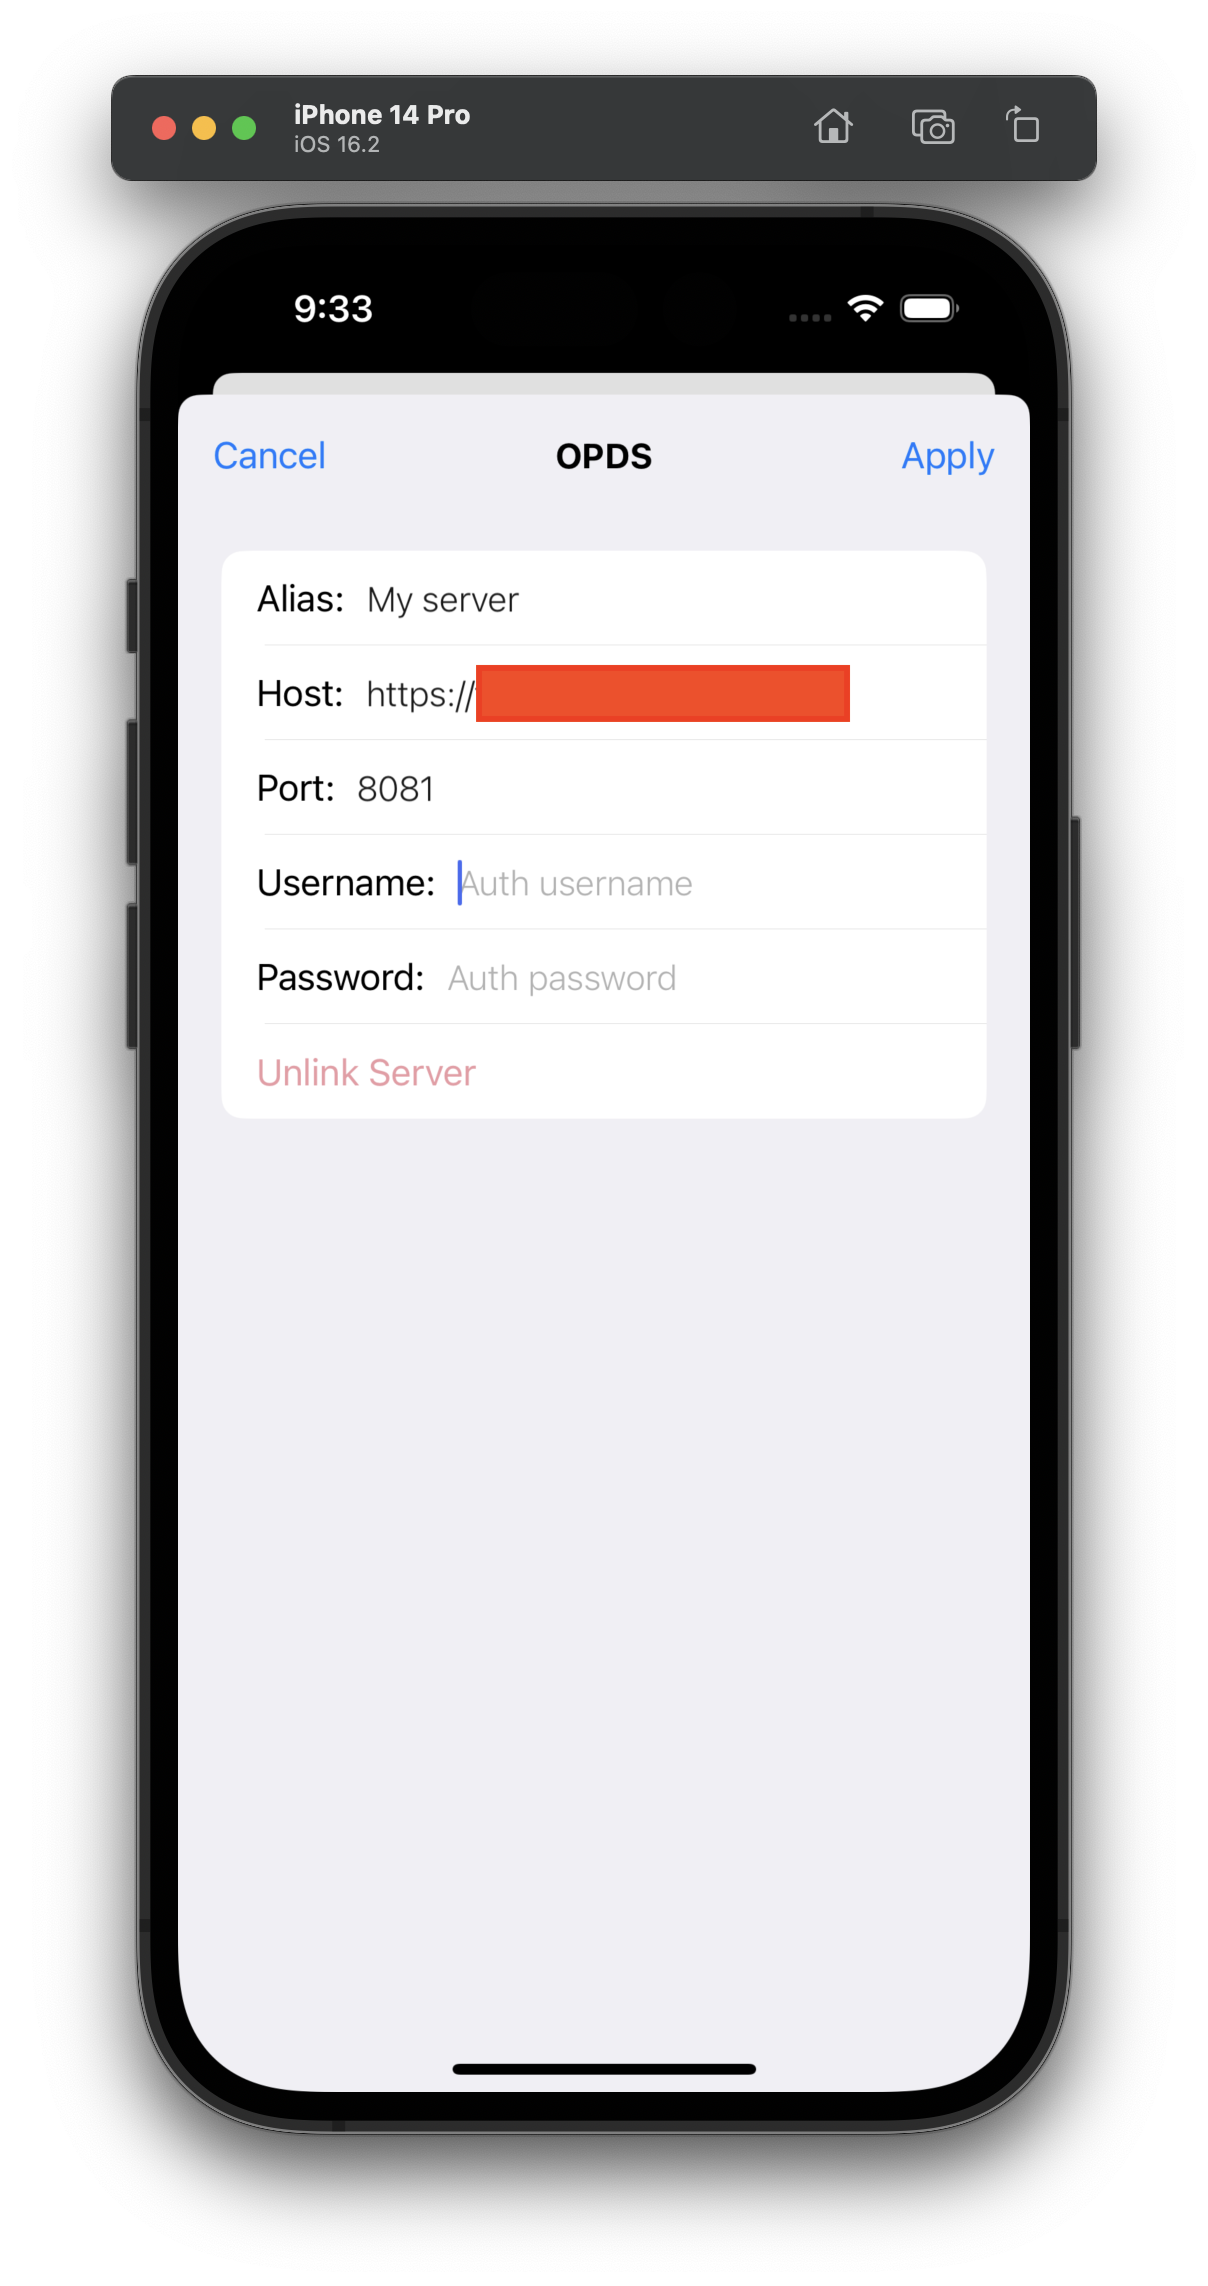 iPhone 14 Pro
iOS 16.2
9:33
Cancel OPDS Apply
Alias: My server
Host: https://
Port: 8081
Username: Auth username
Password: Auth password
Unlink Server